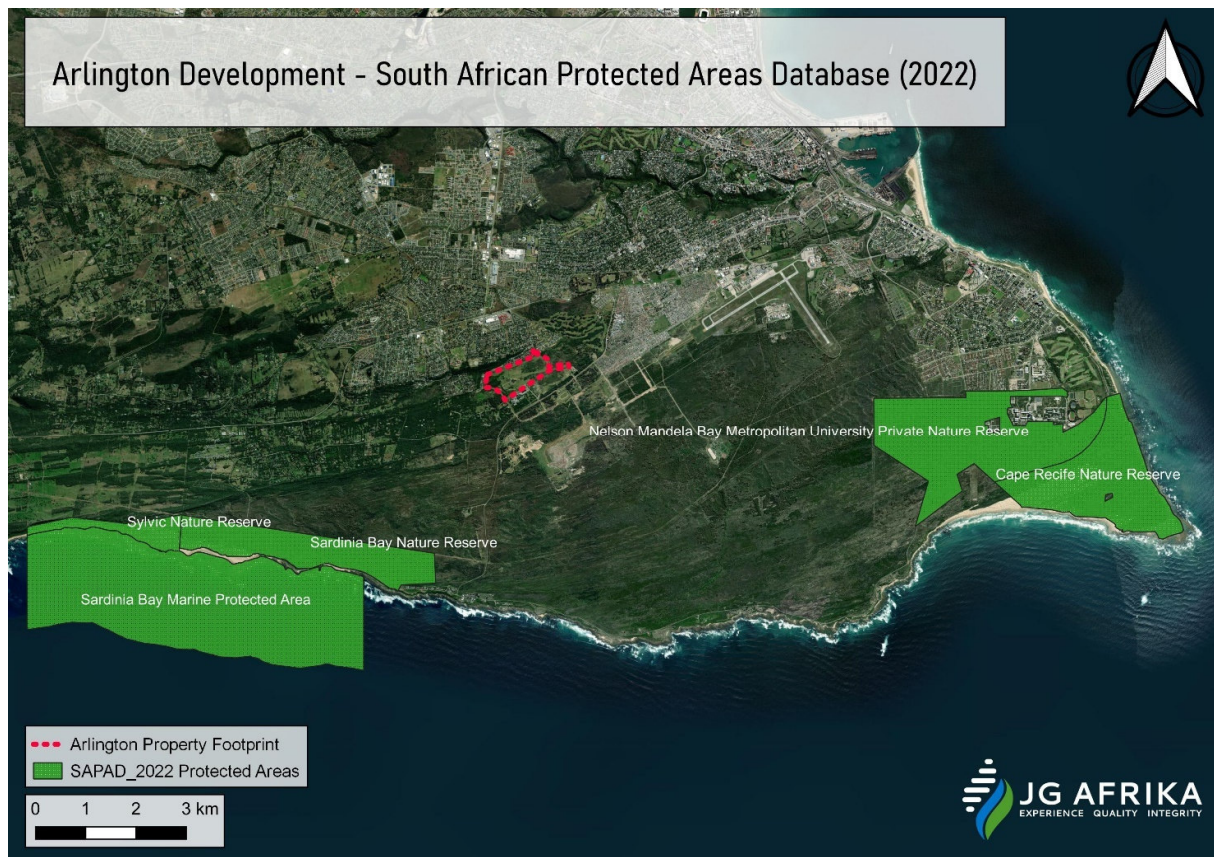 Arlington Development - South African Protected Areas Database (2022)
Nelson Mandela Bay Metropolitan University Private Nature Reserve
Cape Recife Nature Reserve
Sylvic Nature Reserve
Sardinia Bay Nature Reserve
Sardinia Bay Marine Protected Area
Arlington Property Footprint
SAPAD_2022 Protected Areas
0 1 2 3 km
JG AFRIKA
EXPERIENCE QUALITY INTEGRITY